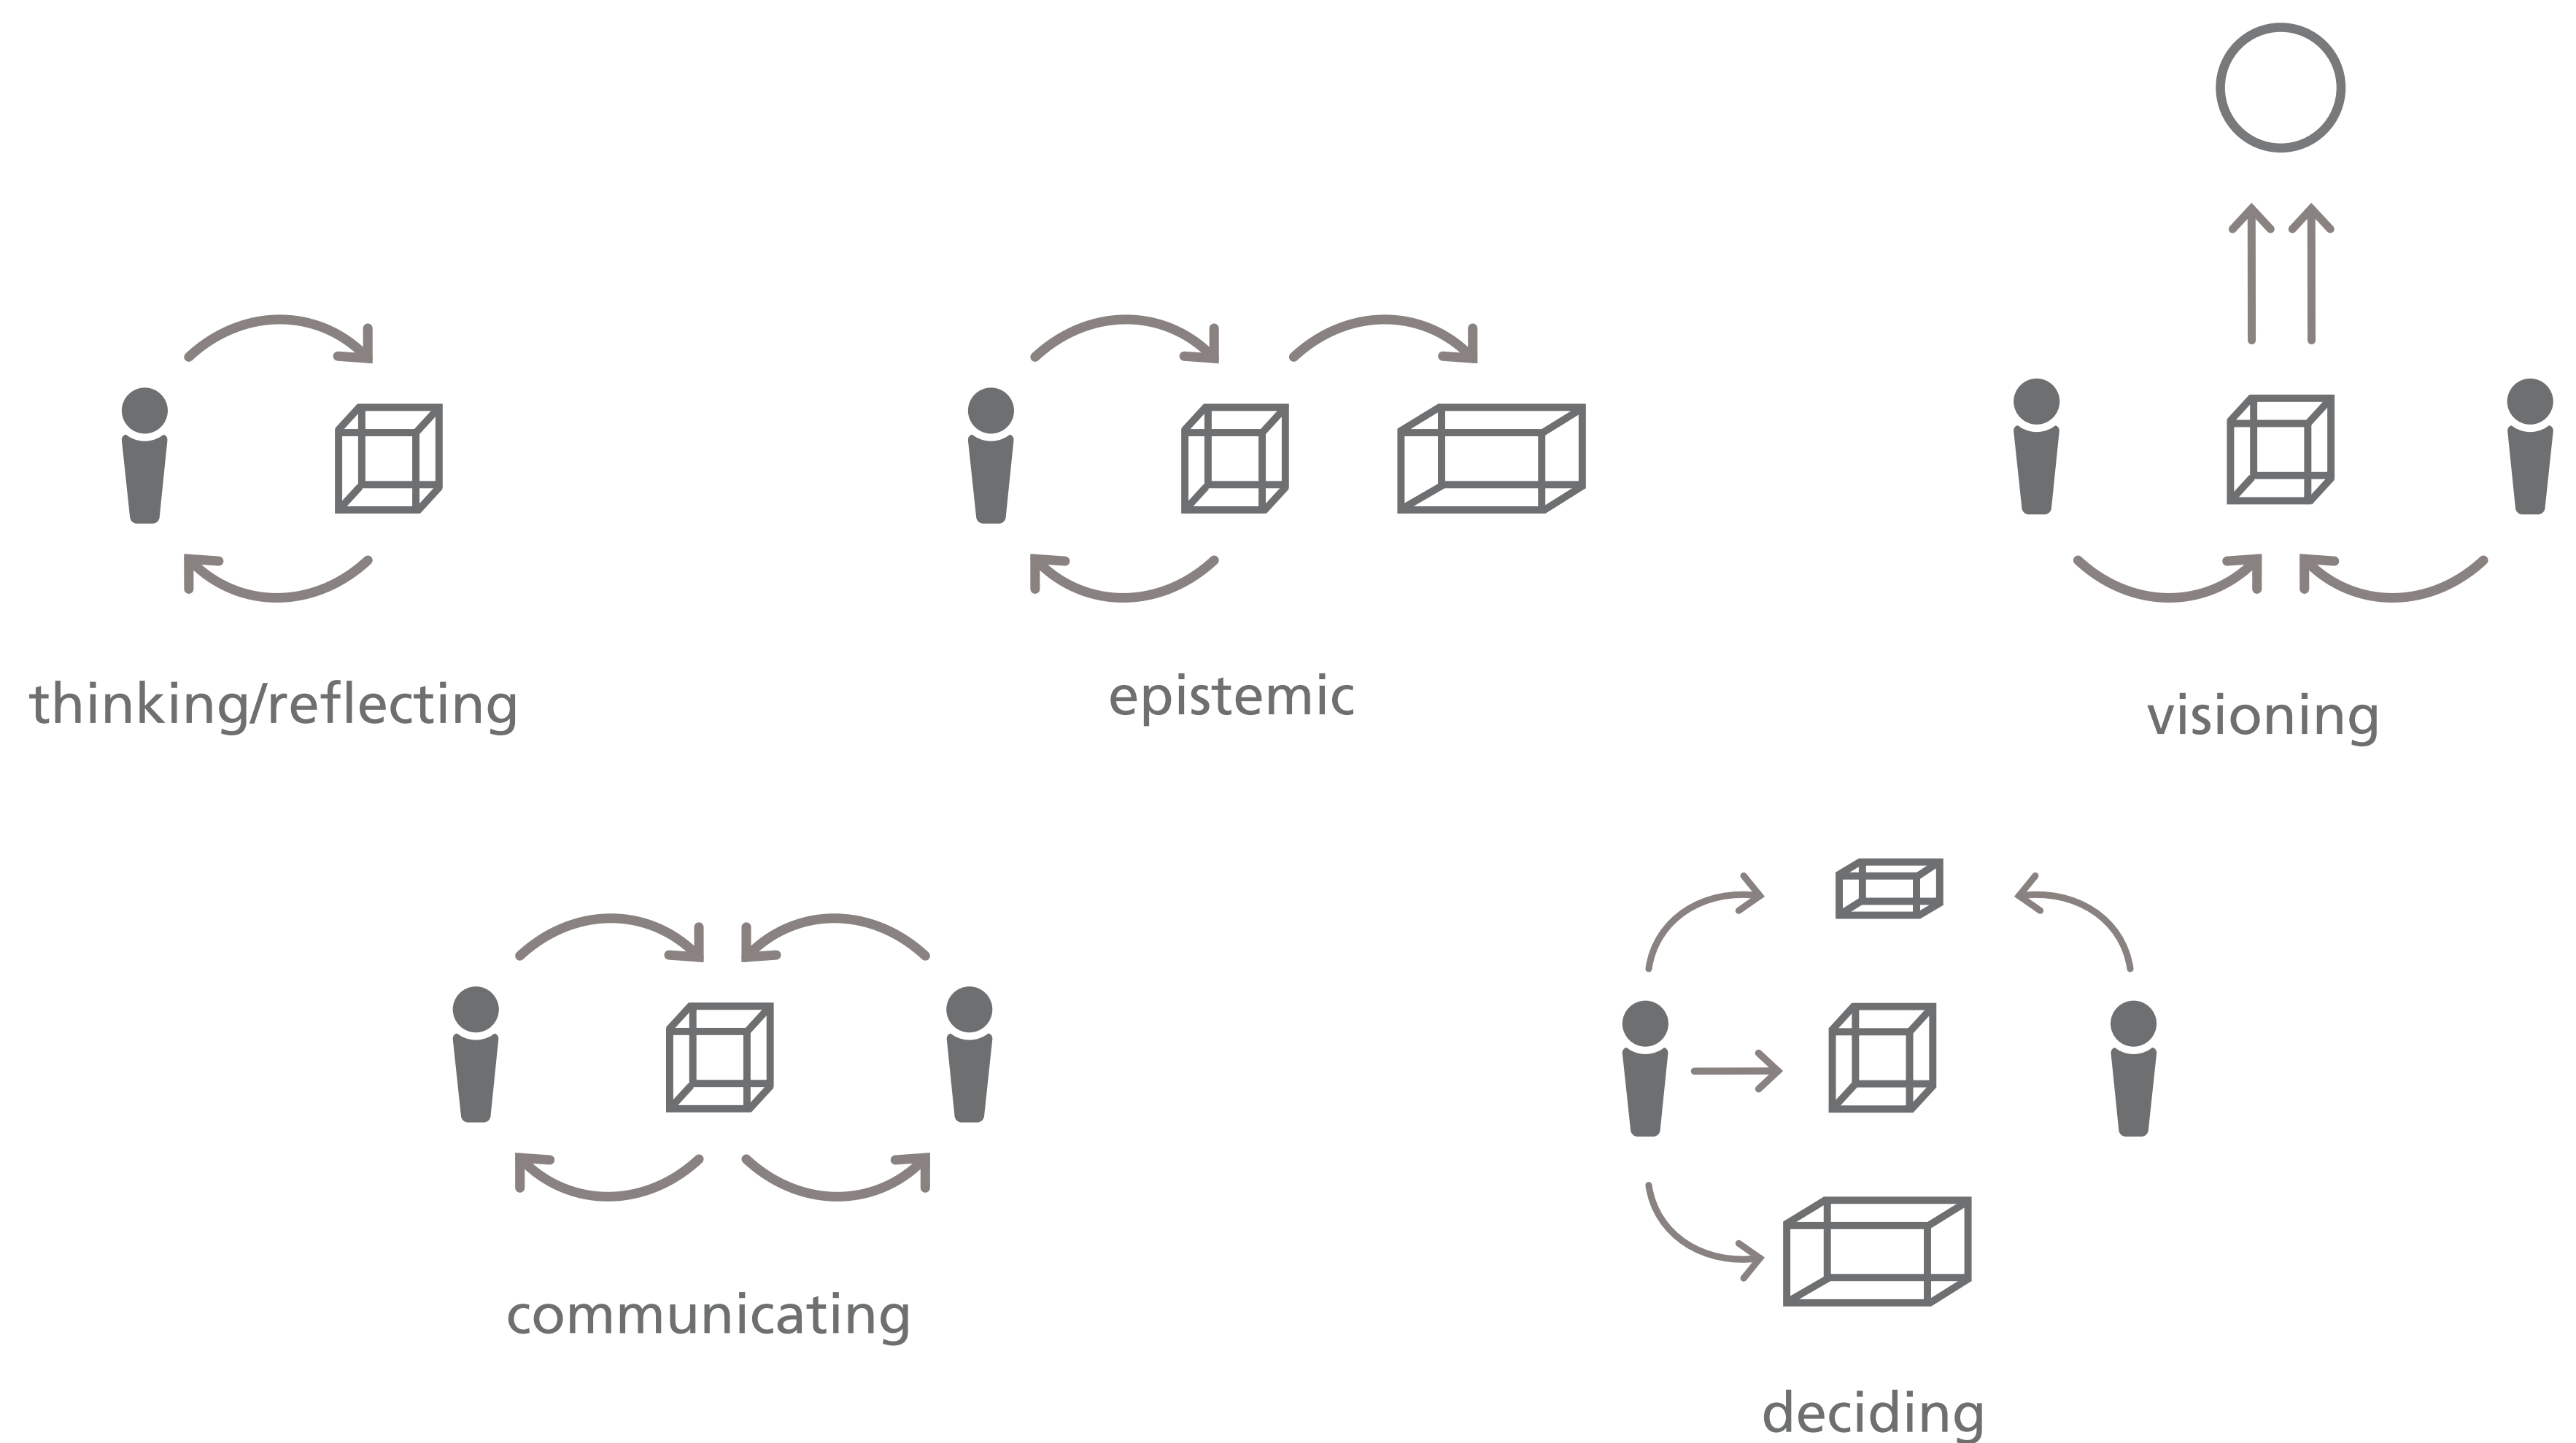 thinking/reflecting
epistemic
visioning
communicating
deciding